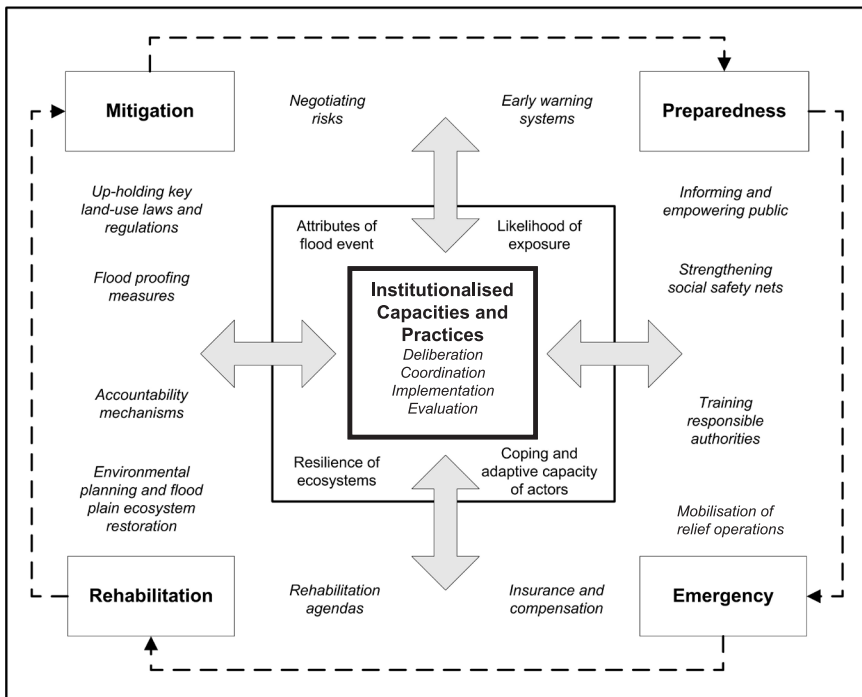 Mitigation
Negotiating
risks
Early warning
systems
Preparedness
Up-holding key
land-use laws and
regulations
Flood proofing
measures
Attributes of
flood event
Likelihood of
exposure
Informing and
empowering public
Strengthening
social safety nets
Institutionalised
Capacities and
Practices
Deliberation
Coordination
Implementation
Evaluation
Accountability
mechanisms
Environmental
planning and flood
plain ecosystem
restoration
Resilience of
ecosystems
Coping and
adaptive capacity
of actors
Training
responsible
authorities
Mobilisation of
relief operations
Rehabilitation
Rehabilitation
agendas
Insurance and
compensation
Emergency